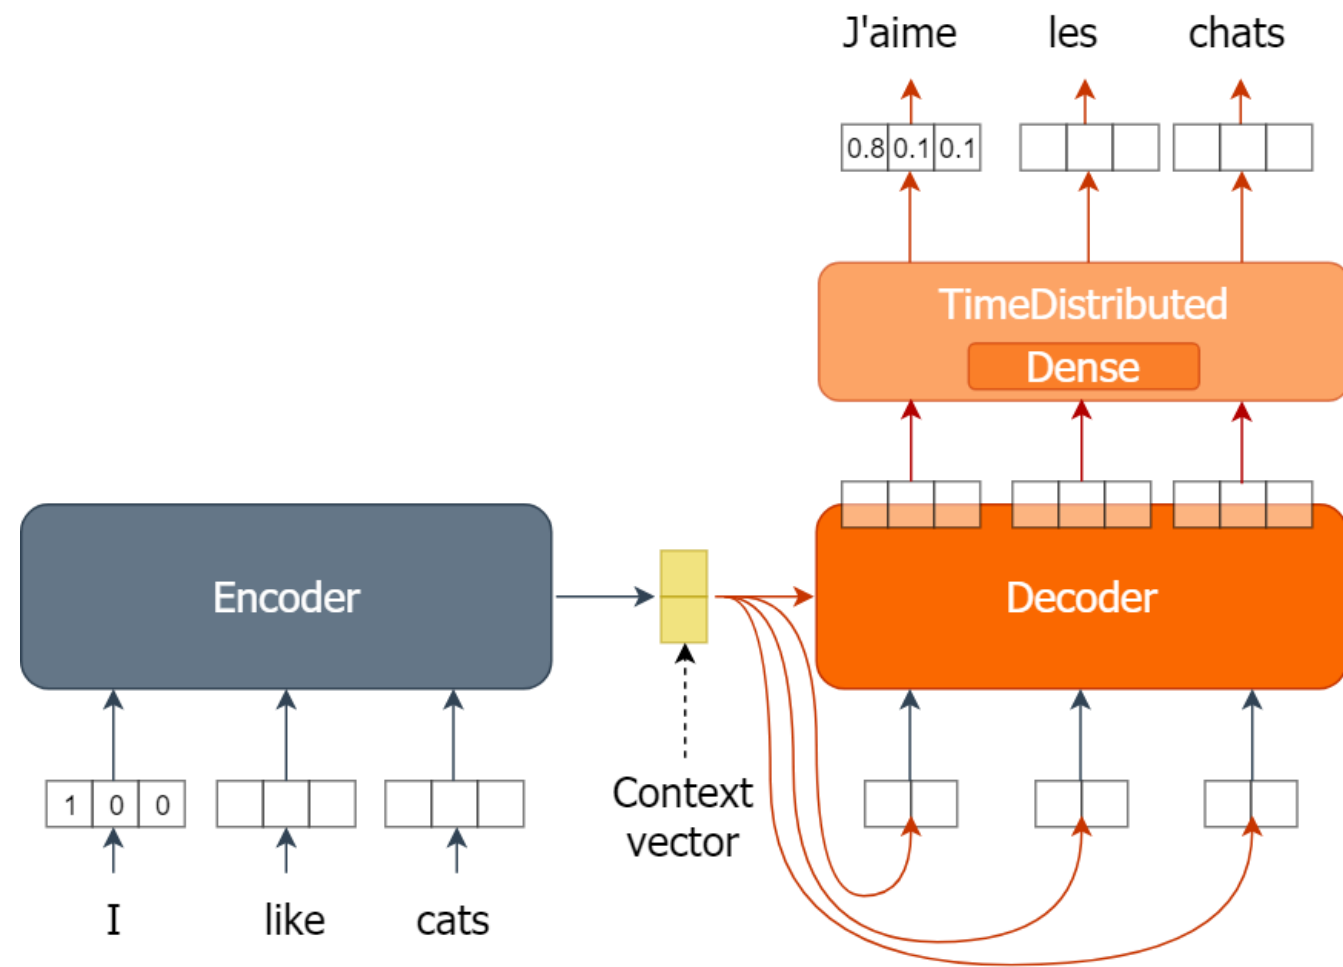 J'aime les chats
0.8 0.1 0.1
TimeDistributed
Dense
Encoder
Decoder
1 0 0
Context
vector
I like cats